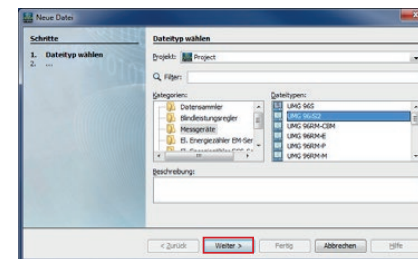 Neue Datei
Schritte
1. Dateityp wählen
2. ...
Dateityp wählen
Projekt: Project
Filter:
Kategorien:
Datensammler
Blindleistungsregler
Messgeräte
El. Energiezähler EM-Ser
Dateitypen:
UMG 96S
UMG 96S2
UMG 96RM-CBM
UMG 96RM-E
UMG 96RM-P
UMG 96RM-M
Beschreibung:
< Zurück
Weiter >
Fertig
Abbrechen
Hilfe